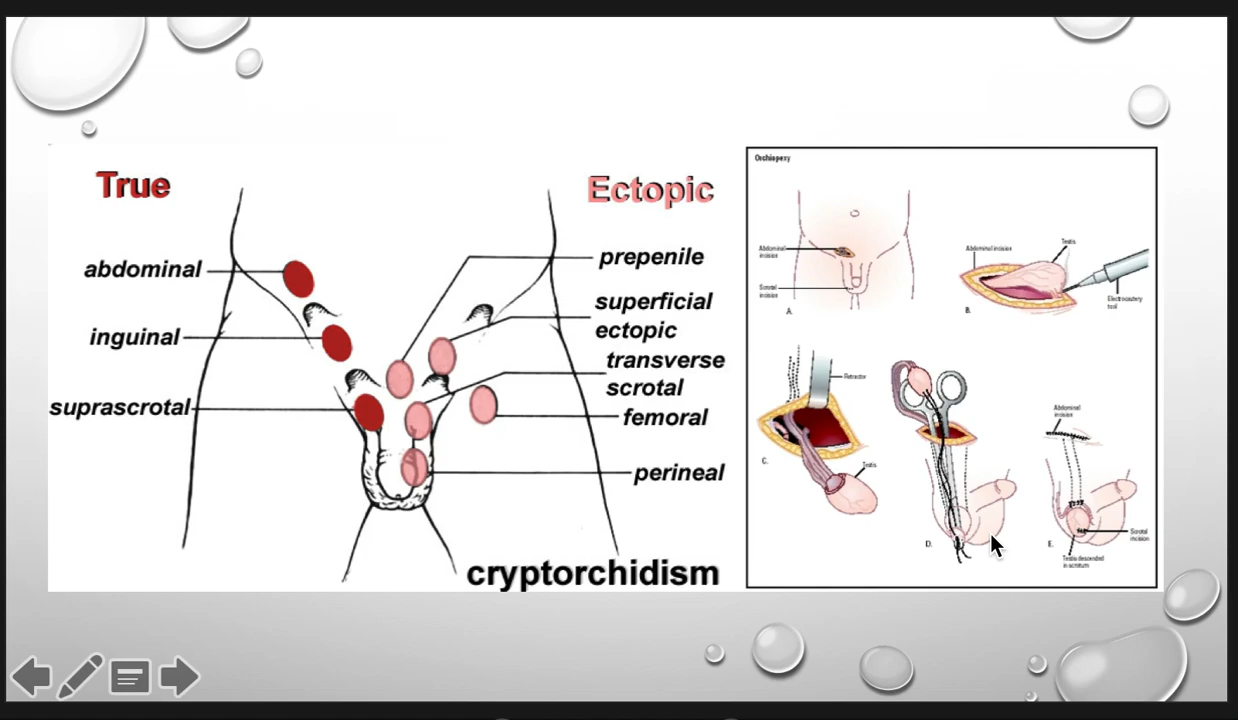 True
abdominal
inguinal
suprascrotal
Ectopic
prepenile
superficial
ectopic
transverse
scrotal
femoral
perineal
cryptorchidism
Orchiopexy
Abdominal
incision
Scrotal
incision
A.
Abdominal incision
Testis
Electrocautery
tool
B.
Retractor
Testis
C.
D.
Abdominal
incision
Scrotal
incision
Testis descended
in scrotum
E.